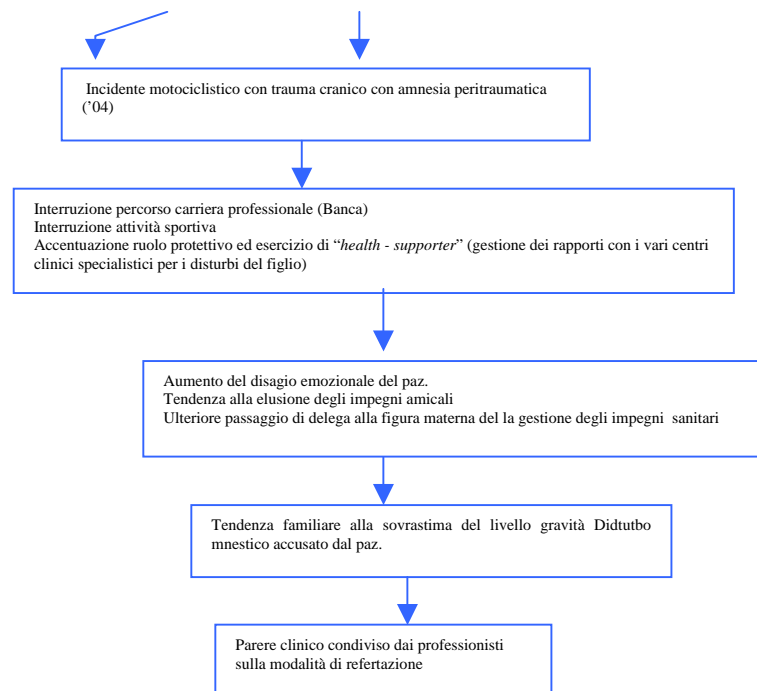 Incidente motociclistico con trauma cranico con amnesia peritraumatica
('04)
Interruzione percorso carriera professionale (Banca)
Interruzione attività sportiva
Accentuazione ruolo protettivo ed esercizio di “health - supporter” (gestione dei rapporti con i vari centri
clinici specialistici per i disturbi del figlio)
Aumento del disagio emozionale del paz.
Tendenza alla elusione degli impegni amicali
Ulteriore passaggio di delega alla figura materna del la gestione degli impegni sanitari
Tendenza familiare alla sovrastima del livello gravità Didtutbo
mnestico accusato dal paz.
Parere clinico condiviso dai professionisti
sulla modalità di refertazione